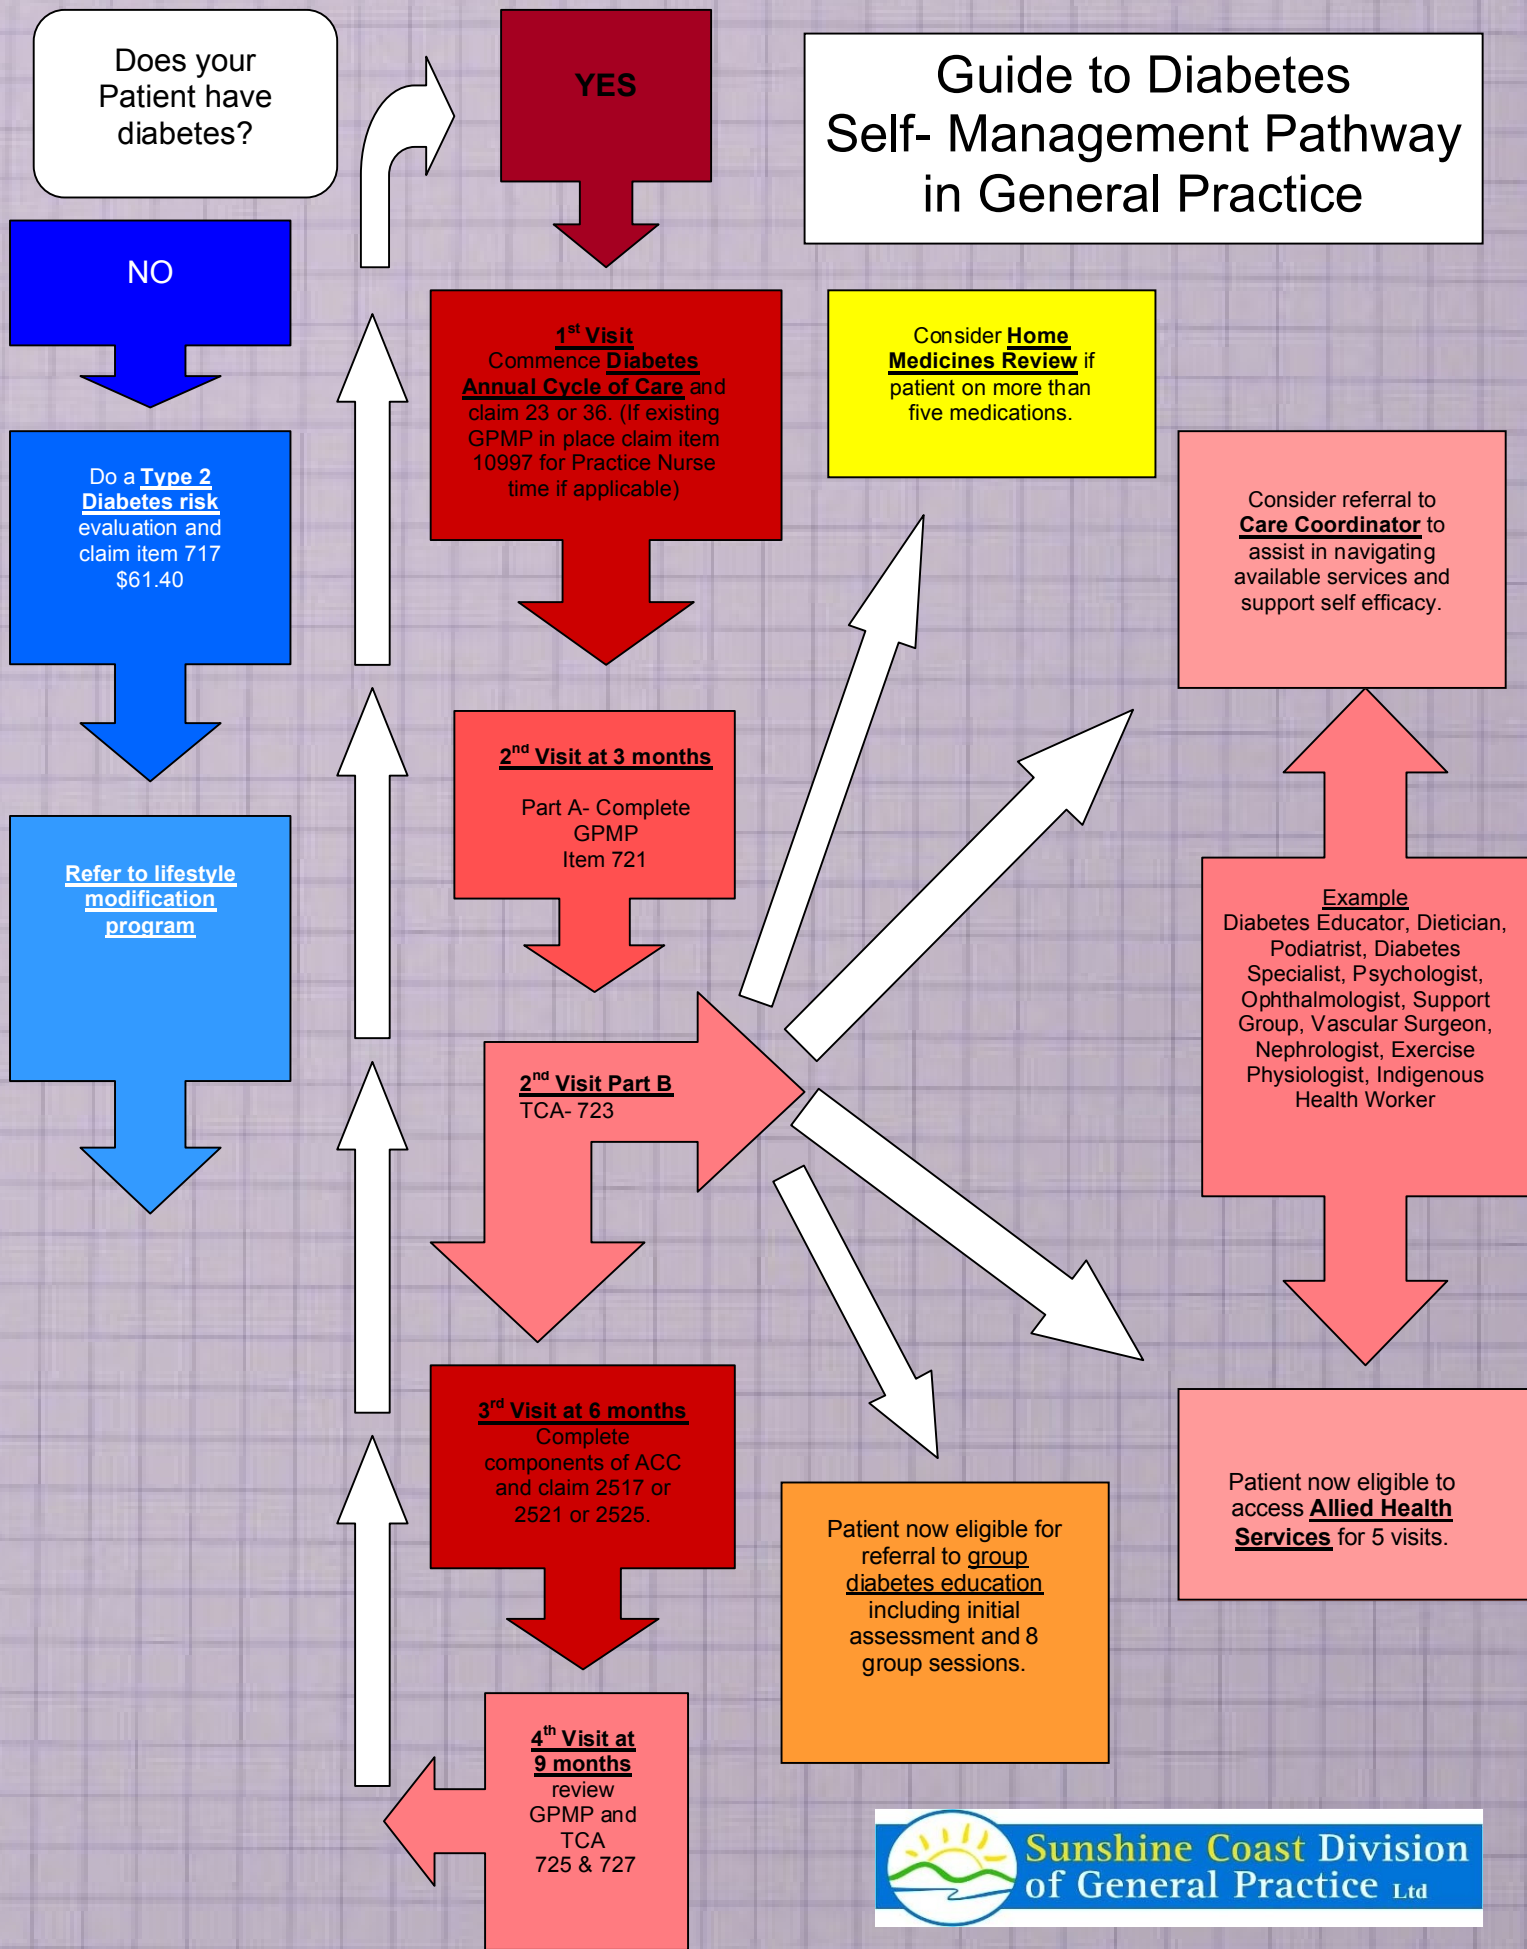 Does your
Patient have
diabetes?
YES
Guide to Diabetes
Self- Management Pathway
in General Practice
NO
Do a Type 2
Diabetes risk
evaluation and
claim item 717
$61.40
Refer to lifestyle
modification
program
1st Visit
Commence Diabetes
Annual Cycle of Care and
claim 23 or 36. (If existing
GPMP in place claim item
10997 for Practice Nurse
time if applicable)
2nd Visit at 3 months
Part A- Complete
GPMP
Item 721
2nd Visit Part B
TCA- 723
3rd Visit at 6 months
Complete
components of ACC
and claim 2517 or
2521 or 2525.
4th Visit at
9 months
review
GPMP and
TCA
725 & 727
Consider Home
Medicines Review if
patient on more than
five medications.
Consider referral to
Care Coordinator to
assist in navigating
available services and
support self efficacy.
Example
Diabetes Educator, Dietician,
Podiatrist, Diabetes
Specialist, Psychologist,
Ophthalmologist, Support
Group, Vascular Surgeon,
Nephrologist, Exercise
Physiologist, Indigenous
Health Worker
Patient now eligible to
access Allied Health
Services for 5 visits.
Patient now eligible for
referral to group
diabetes education
including initial
assessment and 8
group sessions.
Sunshine Coast Division
of General Practice Ltd